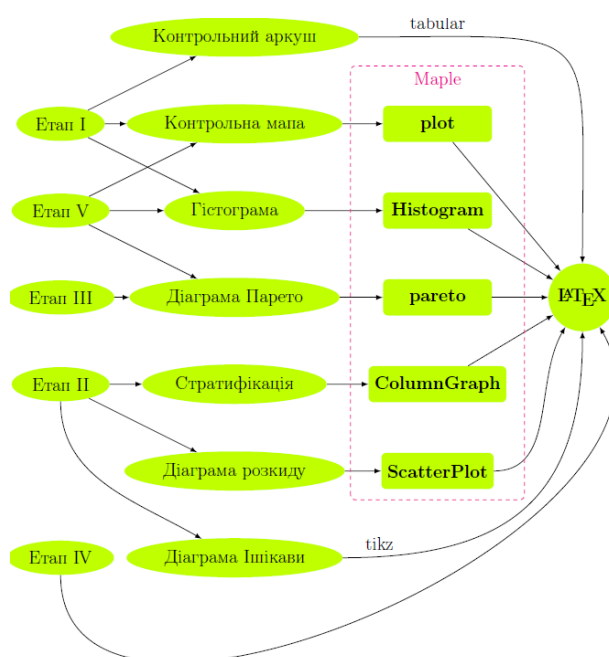 tabular
Контрольний аркуш
Maple
Етап I
Контрольна мапа
plot
Етап V
Гістограма
Histogram
Етап III
Діаграма Парето
pareto
LATEX
Етап II
Стратифікація
ColumnGraph
Діаграма розкиду
ScatterPlot
tikz
Етап IV
Діаграма Ішікави